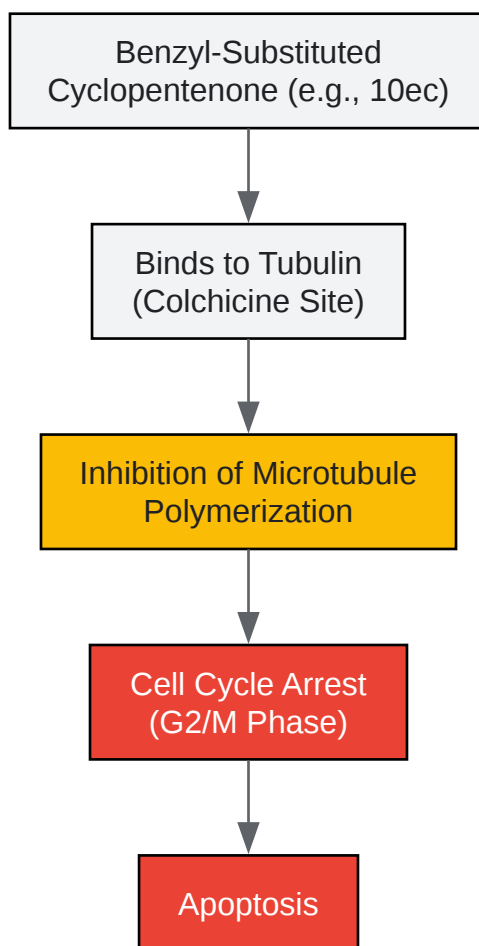 Benzyl-Substituted
Cyclopentenone (e.g., 10ec)
Binds to Tubulin
(Colchicine Site)
Inhibition of Microtubule
Polymerization
Cell Cycle Arrest
(G2/M Phase)
Apoptosis